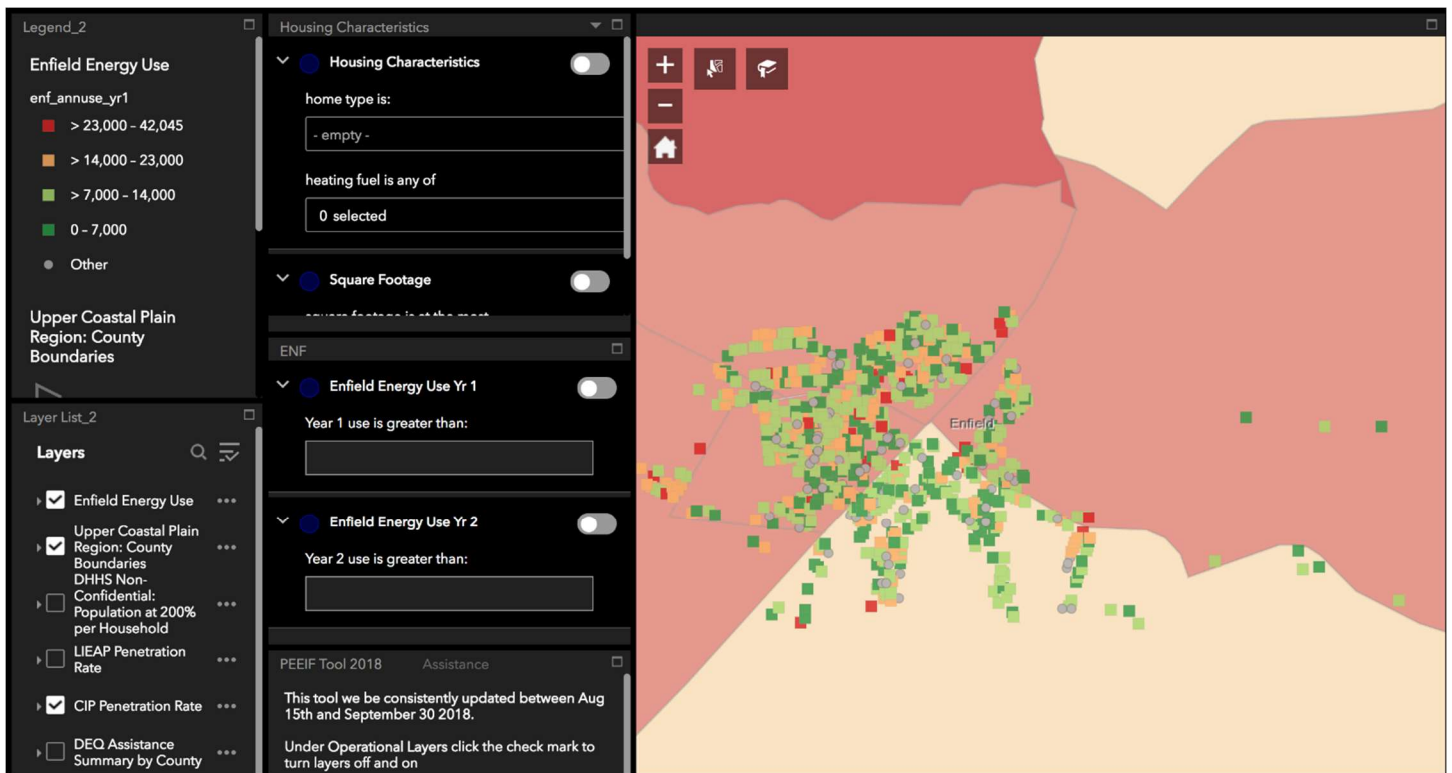 Legend_2
Enfield Energy Use
enf_annuse_yr1
> 23,000 – 42,045
> 14,000 – 23,000
> 7,000 – 14,000
0 – 7,000
Other
Upper Coastal Plain
Region: County
Boundaries
Layer List_2
Layers
Enfield Energy Use
Upper Coastal Plain
Region: County
Boundaries
DHHS Non-
Confidential:
Population at 200%
per Household
LIEAP Penetration
Rate
CIP Penetration Rate
DEQ Assistance
Summary by County
Housing Characteristics
Housing Characteristics
home type is:
- empty -
heating fuel is any of
0 selected
Square Footage
square footage is at the most
ENF
Enfield Energy Use Yr 1
Year 1 use is greater than:
Enfield Energy Use Yr 2
Year 2 use is greater than:
PEEIF Tool 2018 Assistance
This tool we be consistently updated between Aug
15th and September 30 2018.
Under Operational Layers click the check mark to
turn layers off and on
Enfield